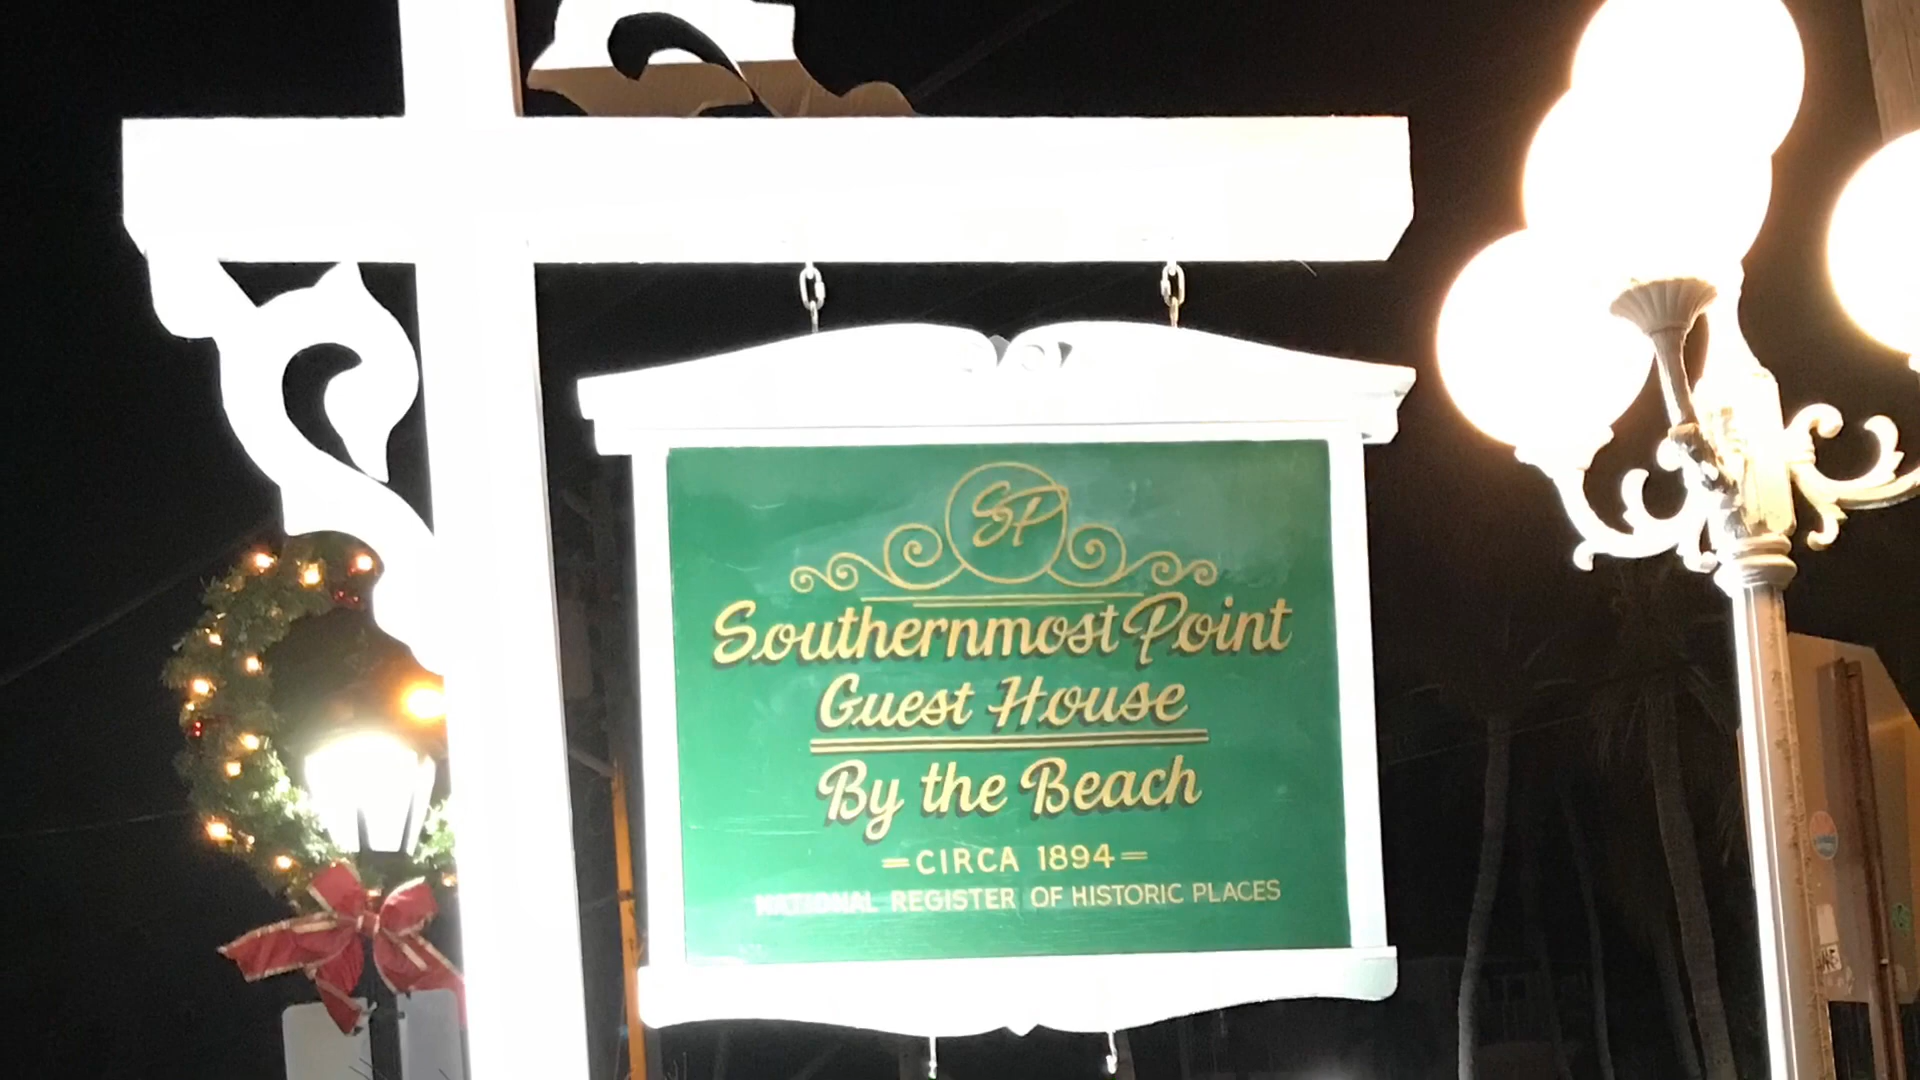 SP
Southernmost Point
Guest House
By the Beach
CIRCA 1894
NATIONAL REGISTER OF HISTORIC PLACES